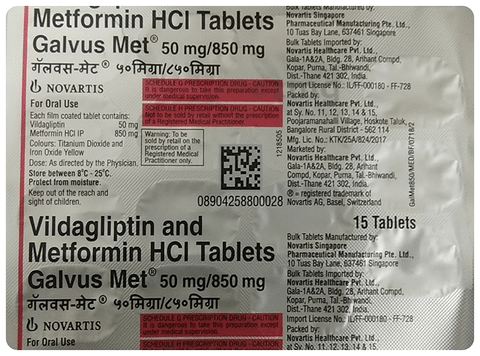 Metformin HCl Tablets
Galvus Met® 50 mg/850 mg
गॅलवस-मेट® ५०मिग्रा/८५०मिग्रा
NOVARTIS
For Oral Use
Each film coated tablet contains:
Vildagliptin 50 mg
Metformin HCl IP 850 mg
Colours: Titanium Dioxide and
Iron Oxide Yellow
Dose: As directed by the Physician.
Store between 8°C - 25°C.
Protect from moisture.
Keep out of the reach and
sight of children.
SCHEDULE G PRESCRIPTION DRUG - CAUTION
It is dangerous to take this preparation except
under medical supervision.
SCHEDULE H PRESCRIPTION DRUG - CAUTION
Not to be sold by retail without the prescription
of a Registered Medical Practitioner.
Warning: To be
sold by retail on the
prescription of a
Registered Medical
Practitioner only.
1218505
08904258800028
Bulk Tablets Manufactured by:
Novartis Singapore
Pharmaceutical Manufacturing Pte. Ltd.,
10 Tuas Bay Lane, 637461 Singapore
Bulk Tablets Imported by:
Novartis Healthcare Pvt. Ltd.,
Gala-1A&2A, Bldg. 28, Arihant Compd,
Kopar, Purna, Tal.-Bhiwandi,
Dist.-Thane 421 302, India.
Import License No.: IL/FF-000180 - FF-728
Packed by:
Novartis Healthcare Pvt. Ltd.,
at Sy. No. 11, 12, 13, 14 & 15,
Poojaramanahalli Village, Hoskote Taluk,
Bangalore Rural District - 562 114
Mfg. Lic. No.: KTK25A/824/2017
Marketed by:
Novartis Healthcare Pvt. Ltd.,
Gala-1A&2A, Bldg. 28, Arihant
Compd, Kopar, Purna, Tal.-Bhiwandi,
Dist.-Thane 421 302, India.
® = registered trademark of
Novartis AG, Basel, Switzerland
GalMet850/MED/BF/0718/2
Vildagliptin and
Metformin HCl Tablets
Galvus Met® 50 mg/850 mg
गॅलवस-मेट® ५०मिग्रा/८५०मिग्रा
NOVARTIS
For Oral Use
SCHEDULE G PRESCRIPTION DRUG - CAUTION
It is dangerous to take this preparation except
under medical supervision.
SCHEDULE H PRESCRIPTION DRUG - CAUTION
15 Tablets
Bulk Tablets Manufactured by:
Novartis Singapore
Pharmaceutical Manufacturing Pte. Ltd.,
10 Tuas Bay Lane, 637461 Singapore
Bulk Tablets Imported by:
Novartis Healthcare Pvt. Ltd.,
Gala-1A&2A, Bldg. 28, Arihant Compd,
Kopar, Purna, Tal.-Bhiwandi,
Dist.-Thane 421 302, India.
Import License No.: IL/FF-000180 - FF-728
Packed by:
Novartis Healthcare Pvt. Ltd.,
at Sy. No. 11, 12, 13, 14 & 15,